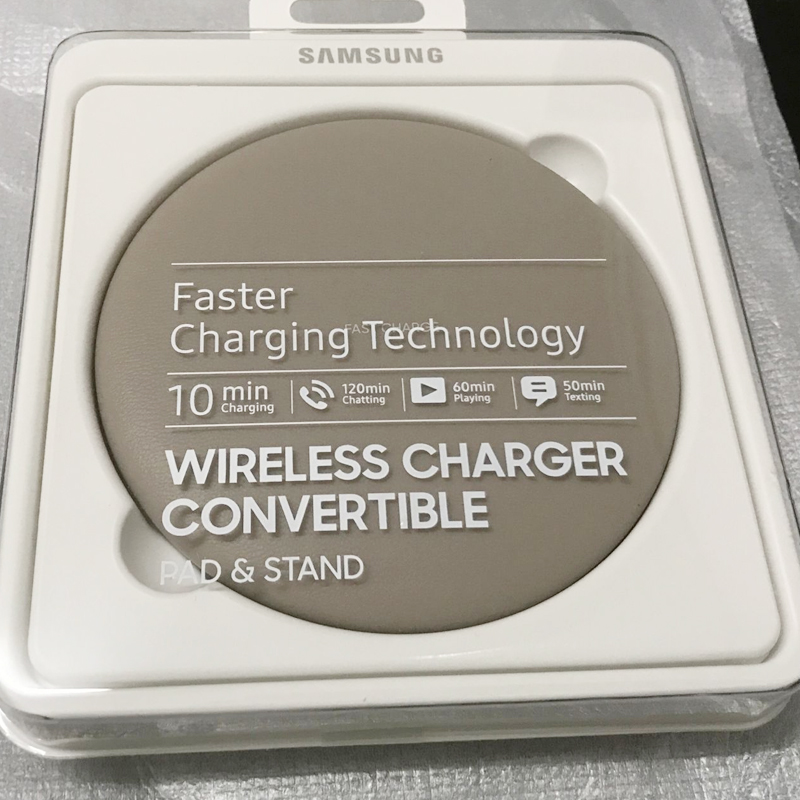 SAMSUNG
Faster
FAST CHARGE
Charging Technology
10 min Charging
120min Chatting
60min Playing
50min Texting
WIRELESS CHARGER
CONVERTIBLE
PAD & STAND